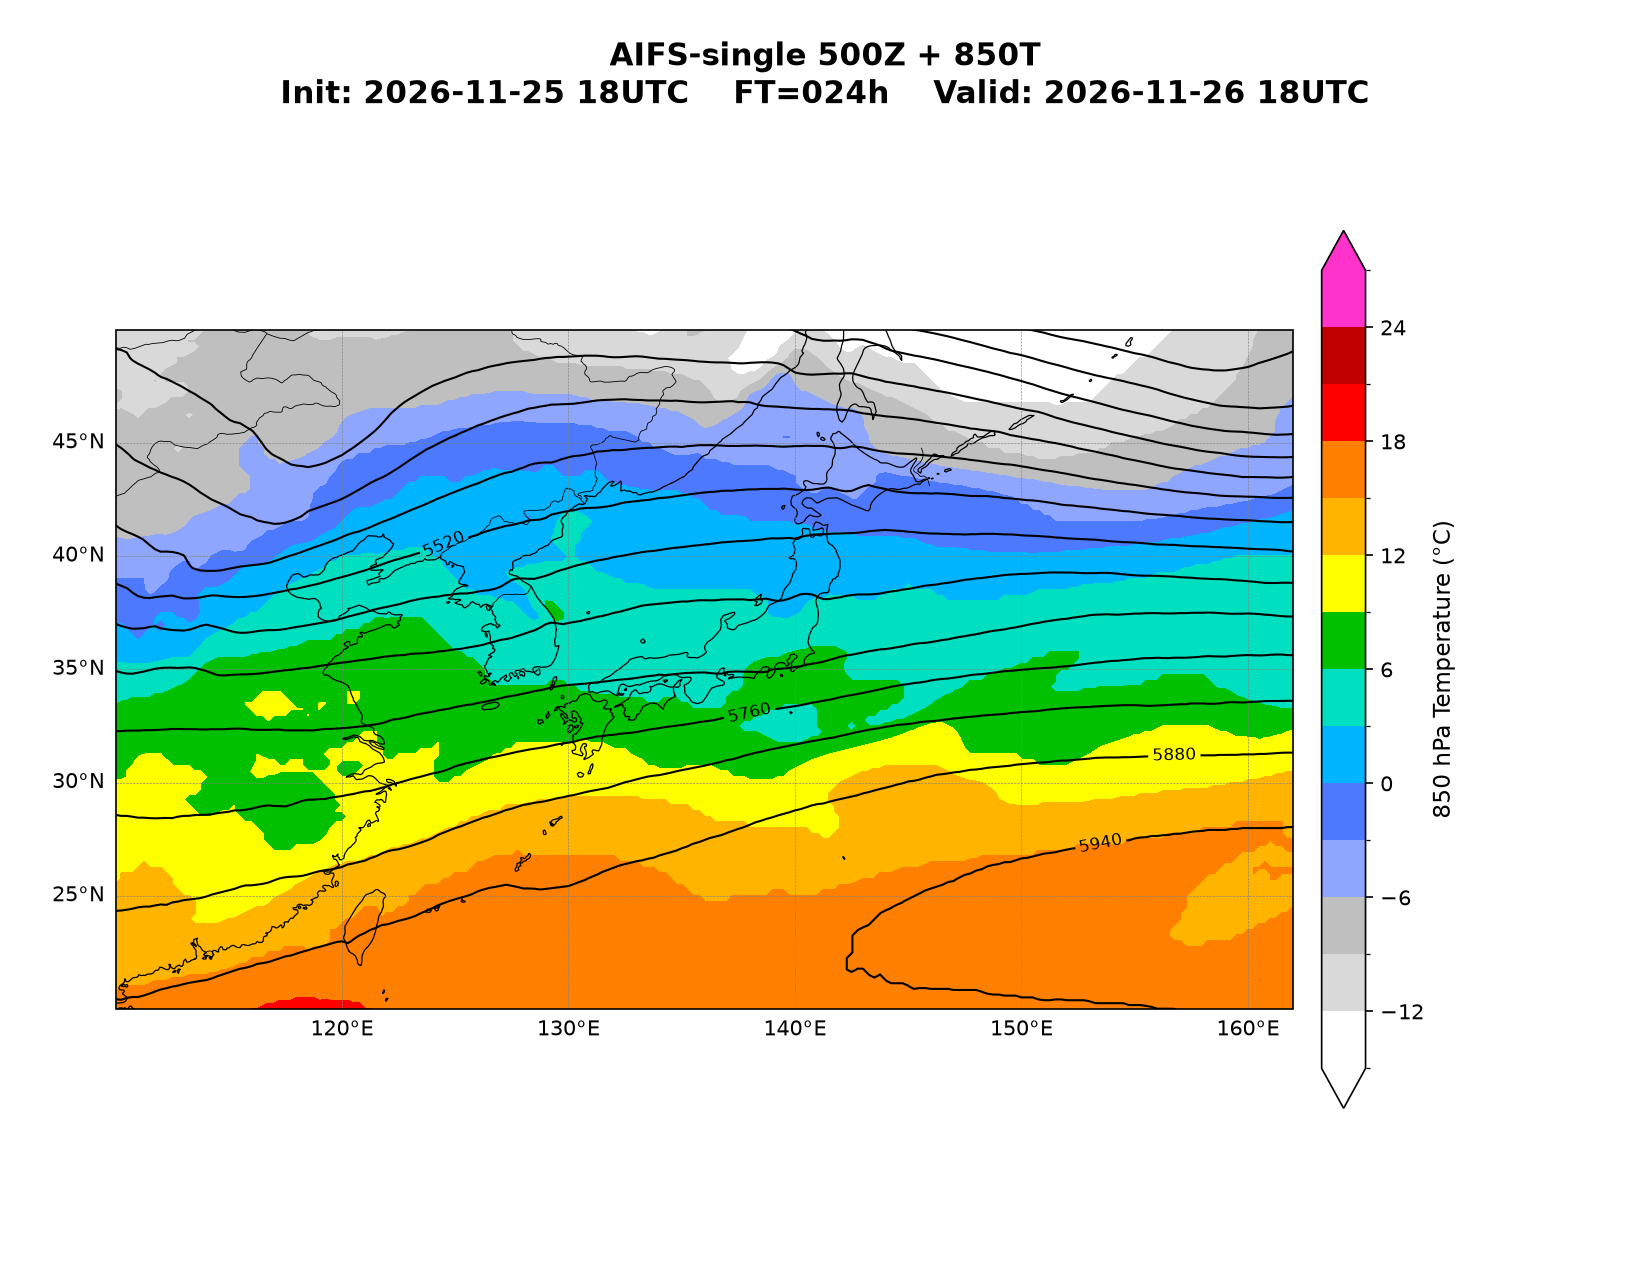 AIFS-single 500Z + 850T
Init: 2026-11-25 18UTC    FT=024h    Valid: 2026-11-26 18UTC
24
18
12
6
0
−6
−12
850 hPa Temperature (°C)
45°N
40°N
35°N
30°N
25°N
5520
5760
5880
5940
120°E
130°E
140°E
150°E
160°E